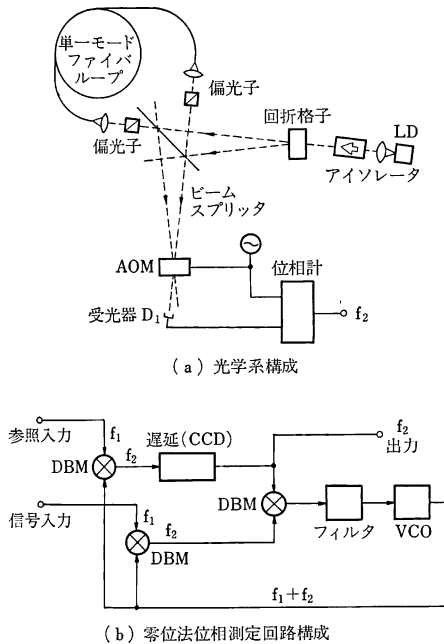 単一モード
ファイバ
ループ
偏光子
偏光子
回折格子
LD
アイソレータ
ビーム
スプリッタ
AOM
位相計
f₂
受光器 D₁
(a) 光学系構成
参照入力
f₁
DBM
f₂
遅延(CCD)
f₂
出力
信号入力
f₁
DBM
f₂
DBM
フィルタ
VCO
f₁+f₂
(b) 零位法位相測定回路構成